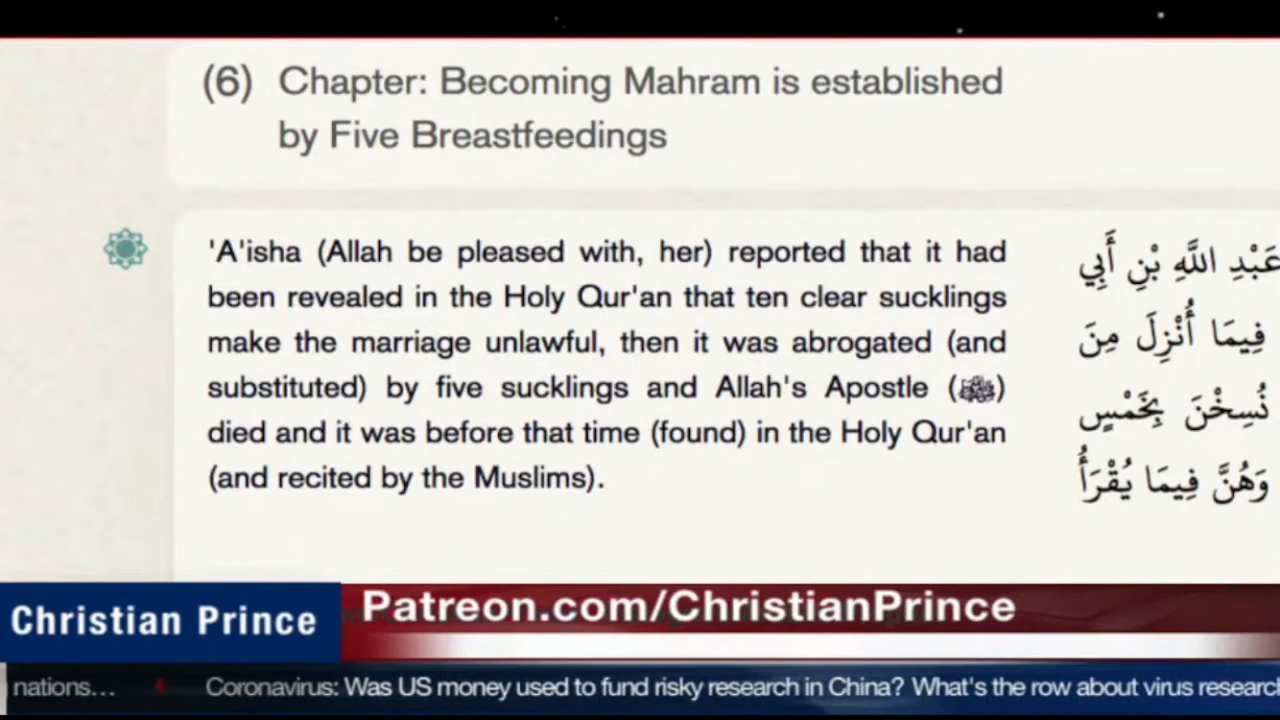 (6) Chapter: Becoming Mahram is established
by Five Breastfeedings
'A'isha (Allah be pleased with, her) reported that it had
been revealed in the Holy Qur'an that ten clear sucklings
make the marriage unlawful, then it was abrogated (and
substituted) by five sucklings and Allah's Apostle (ﷺ)
died and it was before that time (found) in the Holy Qur'an
(and recited by the Muslims).
عَبْدِ اللَّهِ بْنِ أَبِي
فِيمَا أُنْزِلَ مِنَ
نُسِخْنَ بِخَمْسٍ
وَهُنَّ فِيمَا يُقْرَأُ
Christian Prince
Patreon.com/ChristianPrince
nations... Coronavirus: Was US money used to fund risky research in China? What's the row about virus research